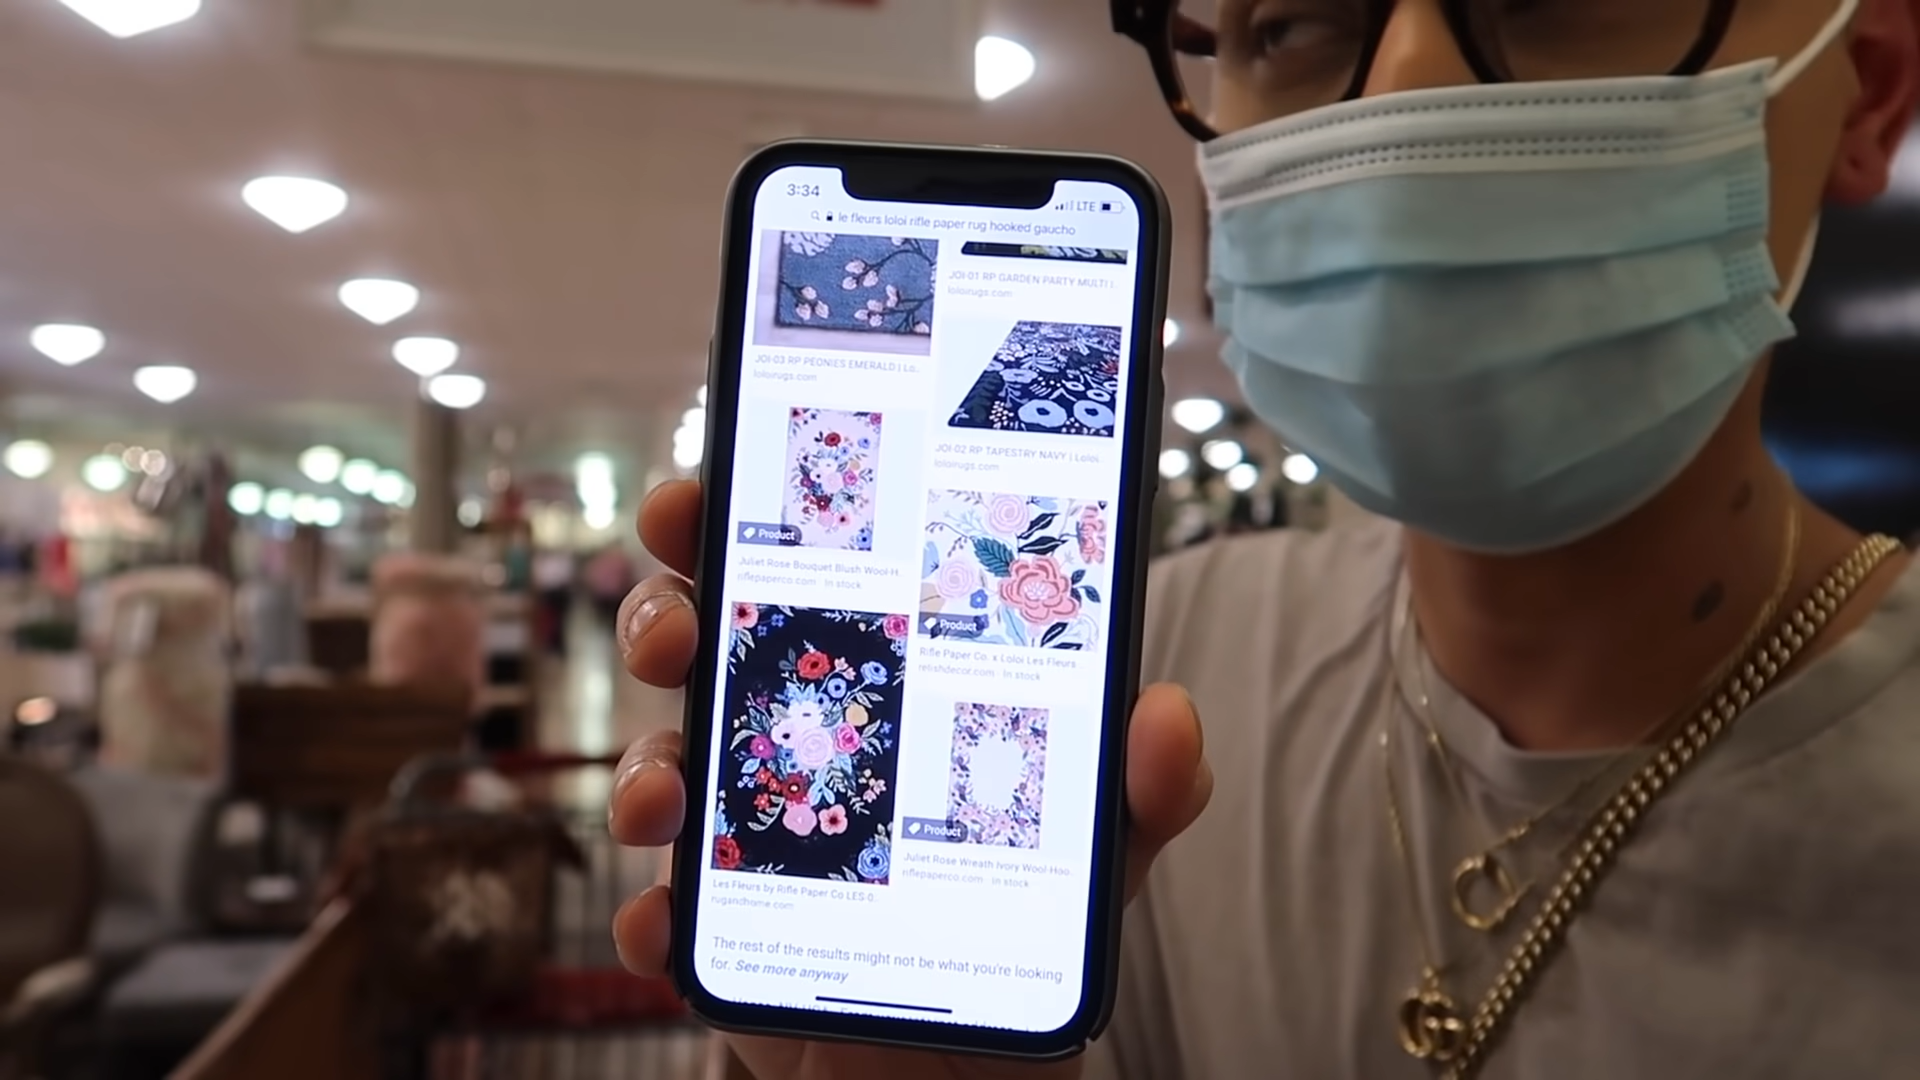 3:34
LTE
le fleurs loloi rifle paper rug hooked gaucho
JOI-01 RP GARDEN PARTY MULTI |
loloirugs.com
JOI-03 RP PEONIES EMERALD | Lo...
loloirugs.com
JOI-02 RP TAPESTRY NAVY | Loloi...
loloirugs.com
Product
Juliet Rose Bouquet Blush Wool-H...
riflepaperco.com · In stock
Product
Rifle Paper Co. x Loloi Les Fleurs ...
relishdecor.com · In stock
Les Fleurs by Rifle Paper Co LES-0...
rugandhome.com
Product
Juliet Rose Wreath Ivory Wool-Hoo...
riflepaperco.com · In stock
The rest of the results might not be what you're looking
for. See more anyway